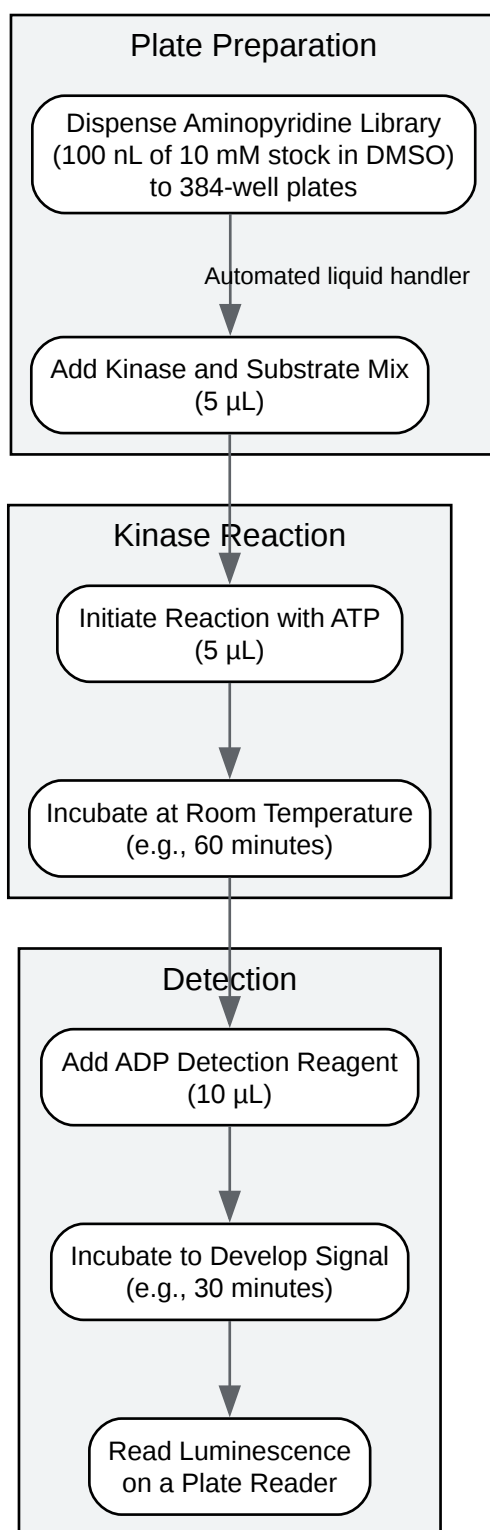 Plate Preparation
Dispense Aminopyridine Library
(100 nL of 10 mM stock in DMSO)
to 384-well plates
Automated liquid handler
Add Kinase and Substrate Mix
(5 µL)
Kinase Reaction
Initiate Reaction with ATP
(5 µL)
Incubate at Room Temperature
(e.g., 60 minutes)
Detection
Add ADP Detection Reagent
(10 µL)
Incubate to Develop Signal
(e.g., 30 minutes)
Read Luminescence
on a Plate Reader